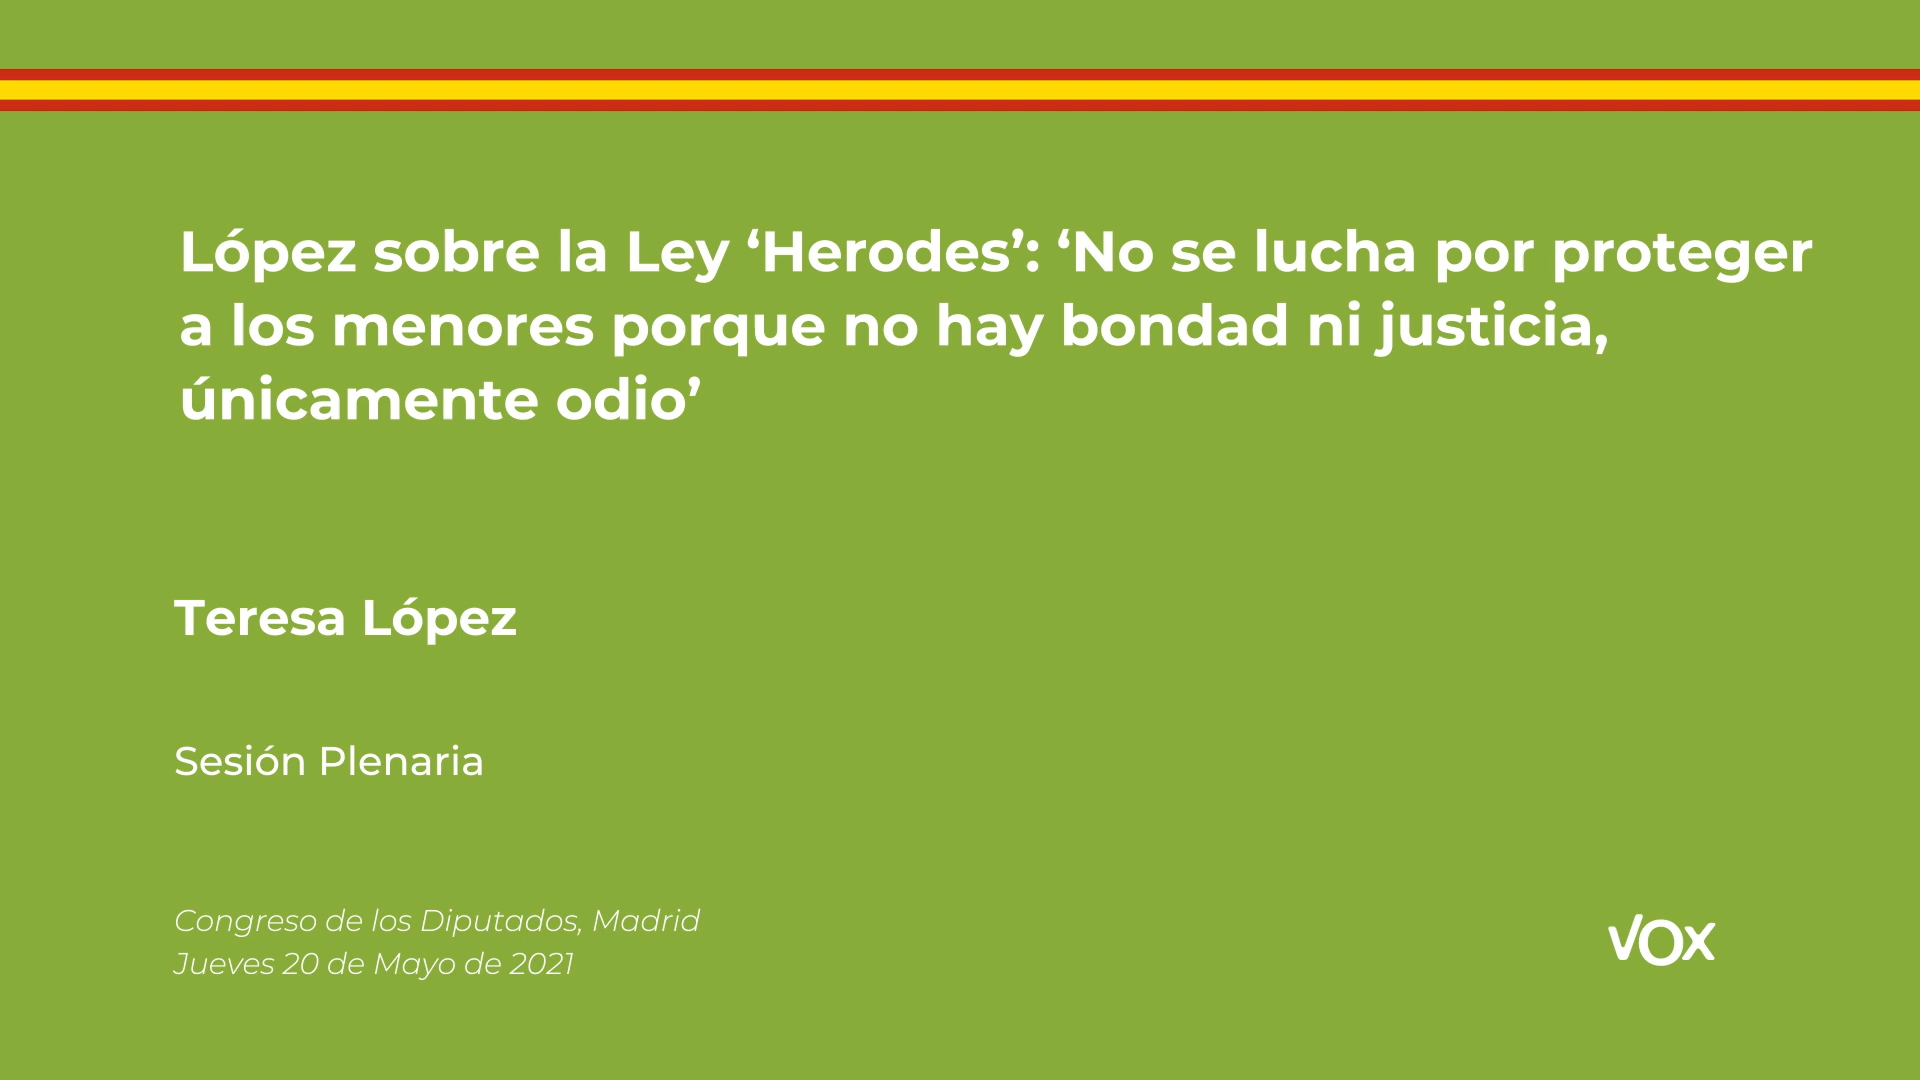 López sobre la Ley ‘Herodes’: ‘No se lucha por proteger
a los menores porque no hay bondad ni justicia,
únicamente odio’
Teresa López
Sesión Plenaria
Congreso de los Diputados, Madrid
Jueves 20 de Mayo de 2021
VOX